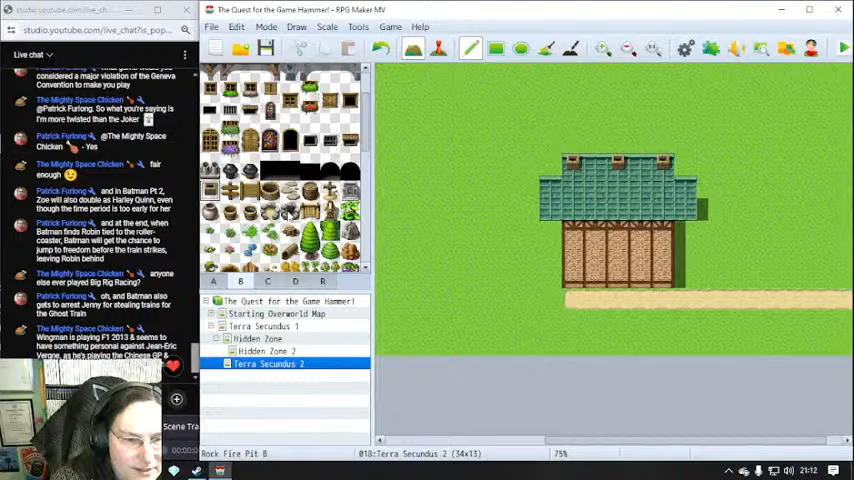 studio.youtube.com/live_ch...
studio.youtube.com/live_chat?is_pop...
Live chat
considered a major violation of the Geneva
Convention to make you
play
The Mighty Space Chicken
@Patrick Furlong. So what you're saying is
I'm more twisted than the Joker
Patrick Furlong @The Mighty
Space Chicken - Yes
The Mighty Space Chicken fair
enough
Patrick Furlong and in Batman Pt 2,
Zoe will also double as Harley Quinn, even
though the time period is too early for her
Patrick Furlong and at the end, when
Batman finds Robin tied to the roller-
coaster, Batman will get the chance to
jump to freedom before the train strikes,
leaving Robin behind
The Mighty Space Chicken anyone
else ever played Big Rig Racing?
Patrick Furlong oh, and Batman also
gets to arrest Jenny for stealing trains for
the Ghost Train
The Mighty Space Chicken
Wingman is playing F1 2013 & seems to
have something personal against Jean-Eric
Vergne, as he's playing the Chinese GP &
Scene Tra
The Quest for the Game Hammer! - RPG Maker MV
File Edit Mode Draw Scale Tools Game Help
A B C D R
The Quest for the Game Hammer!
Starting Overworld Map
Terra Secundus 1
Hidden Zone
Hidden Zone 2
Terra Secundus 2
Rock Fire Pit B
018:Terra Secundus 2 (34x13)
75%
21:12